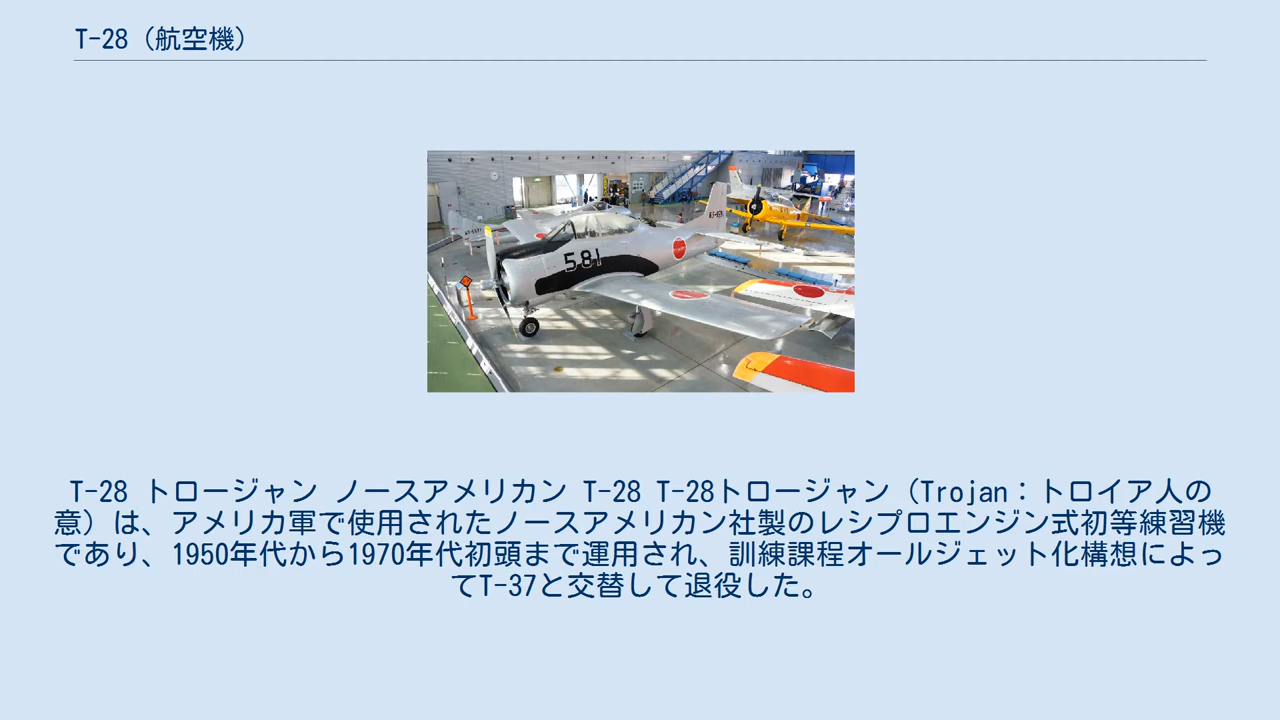 T-28（航空機）
581
T-28 トロージャン ノースアメリカン T-28 T-28トロージャン（Trojan：トロイア人の
意）は、アメリカ軍で使用されたノースアメリカン社製のレシプロエンジン式初等練習機
であり、1950年代から1970年代初頭まで運用され、訓練課程オールジェット化構想によっ
てT-37と交替して退役した。